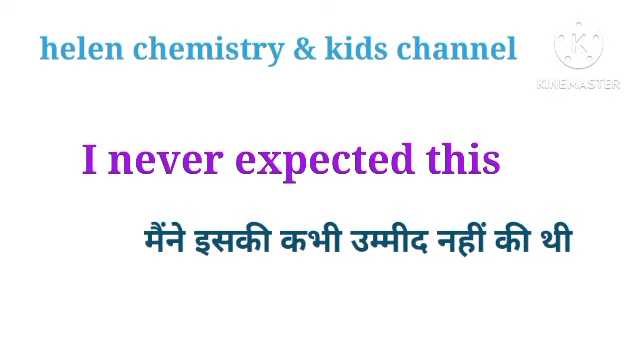 helen chemistry & kids channel
K
KINEMASTER
I never expected this
मैंने इसकी कभी उम्मीद नहीं की थी